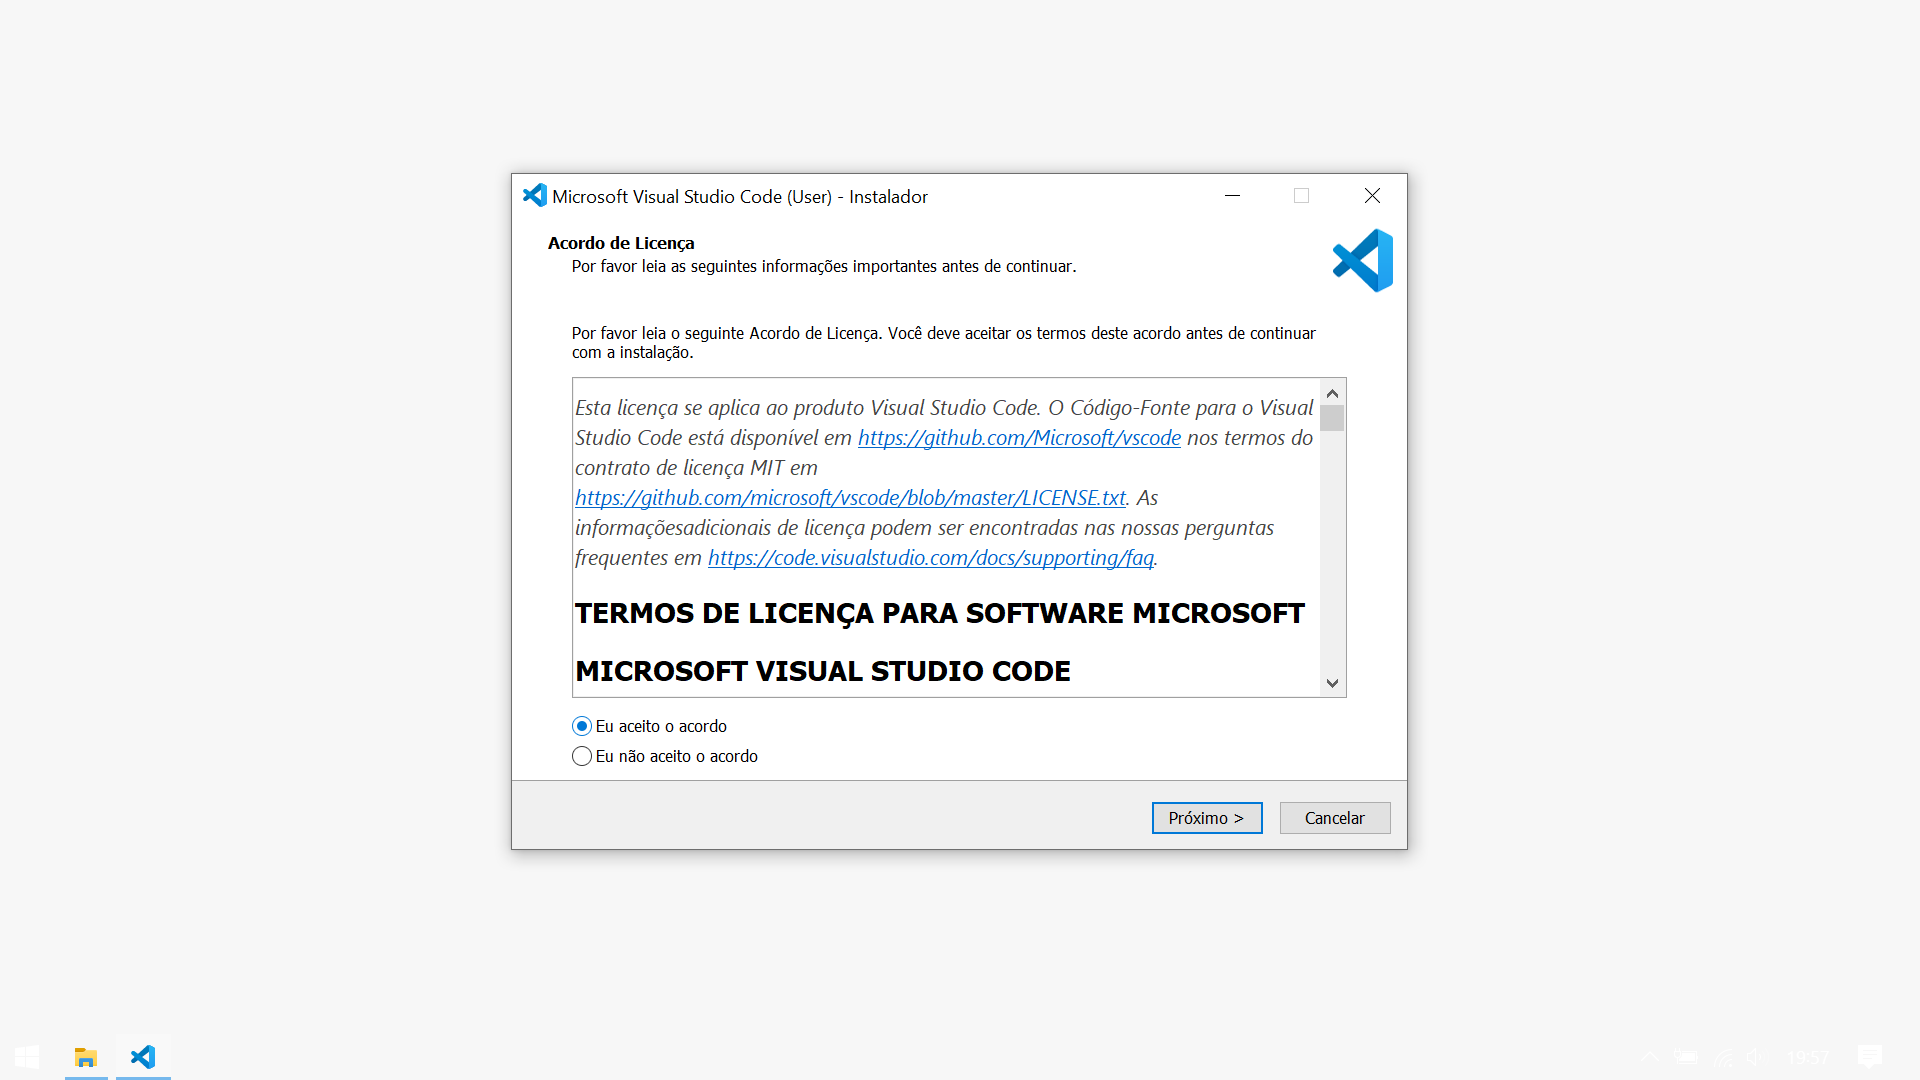 Microsoft Visual Studio Code (User) - Instalador
Acordo de Licença
Por favor leia as seguintes informações importantes antes de continuar.
Por favor leia o seguinte Acordo de Licença. Você deve aceitar os termos deste acordo antes de continuar
com a instalação.
Esta licença se aplica ao produto Visual Studio Code. O Código-Fonte para o Visual
Studio Code está disponível em https://github.com/Microsoft/vscode nos termos do
contrato de licença MIT em
https://github.com/microsoft/vscode/blob/master/LICENSE.txt. As
informaçõesadicionais de licença podem ser encontradas nas nossas perguntas
frequentes em https://code.visualstudio.com/docs/supporting/faq.
TERMOS DE LICENÇA PARA SOFTWARE MICROSOFT
MICROSOFT VISUAL STUDIO CODE
Eu aceito o acordo
Eu não aceito o acordo
Próximo >
Cancelar
19:57